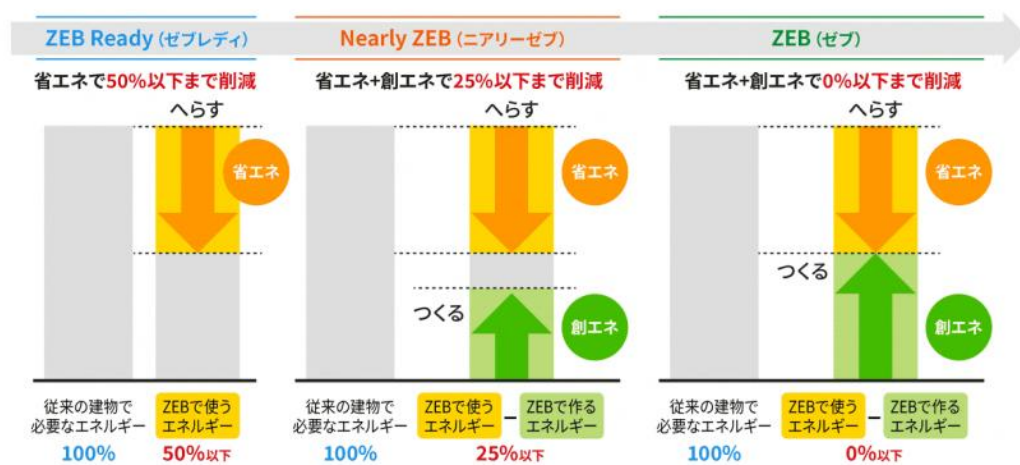 ZEB Ready（ゼブレディ）
Nearly ZEB（ニアリーゼブ）
ZEB（ゼブ）
省エネで50%以下まで削減
省エネ+創エネで25%以下まで削減
省エネ+創エネで0%以下まで削減
へらす
へらす
へらす
省エネ
省エネ
省エネ
つくる
つくる
創エネ
創エネ
従来の建物で
必要なエネルギー
100%
ZEBで使う
エネルギー
50%以下
従来の建物で
必要なエネルギー
100%
ZEBで使う
エネルギー
−
ZEBで作る
エネルギー
25%以下
従来の建物で
必要なエネルギー
100%
ZEBで使う
エネルギー
−
ZEBで作る
エネルギー
0%以下